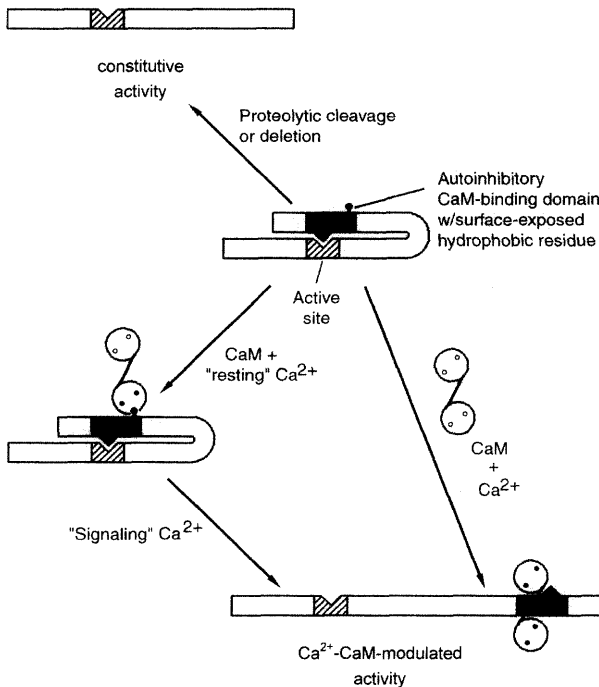 constitutive
activity
Proteolytic cleavage
or deletion
Autoinhibitory
CaM-binding domain
w/surface-exposed
hydrophobic residue
Active
site
CaM +
"resting" Ca2+
CaM
+
Ca2+
"Signaling" Ca2+
Ca2+-CaM-modulated
activity